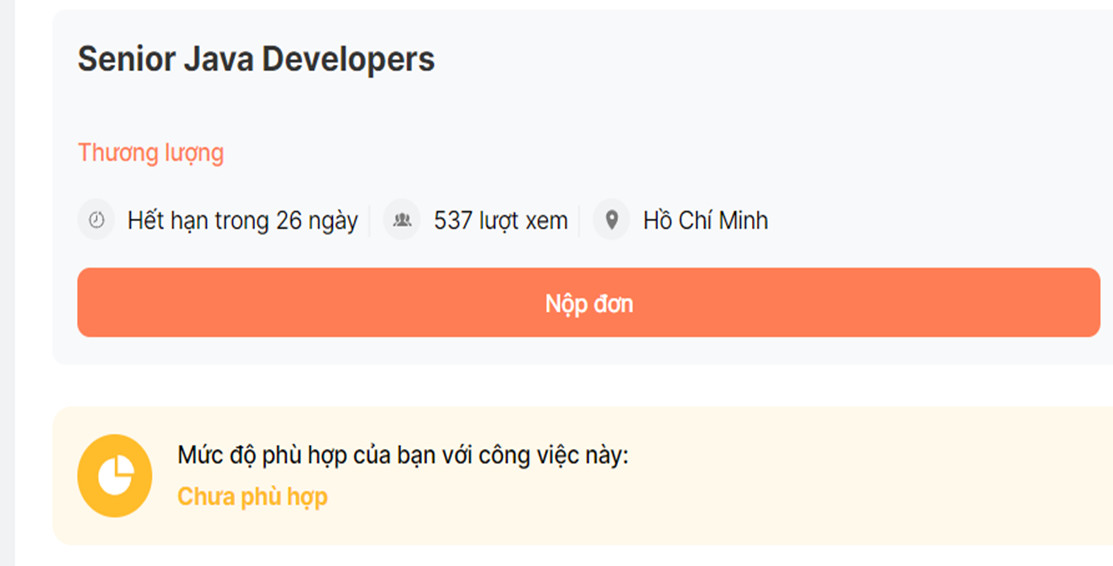 Senior Java Developers
Thương lượng
Hết hạn trong 26 ngày 537 lượt xem Hồ Chí Minh
Nộp đơn
Mức độ phù hợp của bạn với công việc này:
Chưa phù hợp